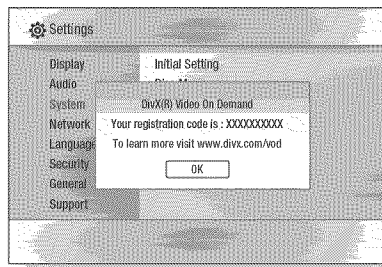 Settings
Display
Initial Setting
Audio
System
DivX(R) Video On Demand
Network
Your registration code is : XXXXXXXXXX
Language
To learn more visit www.divx.com/vod
Security
OK
General
Support